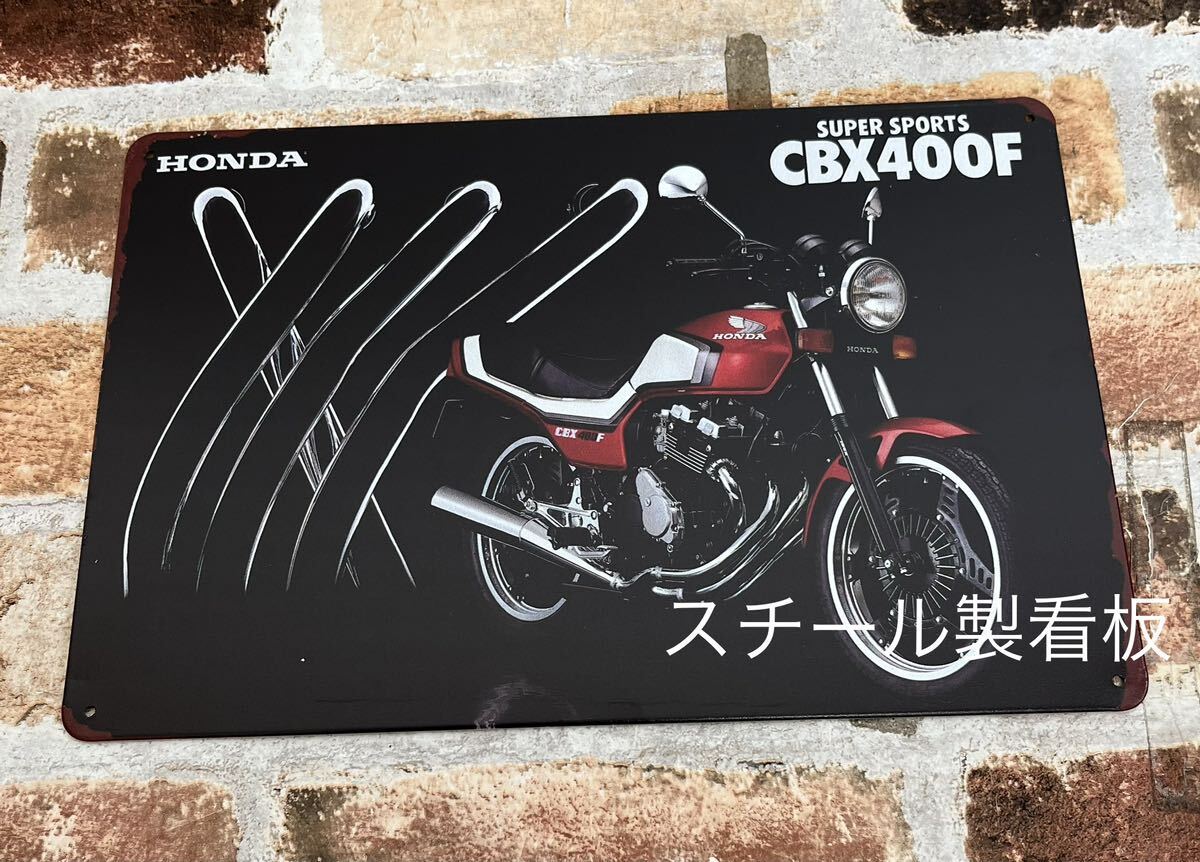 HONDA
SUPER SPORTS
CBX400F
HONDA
HONDA
CBX400F
スチール製看板